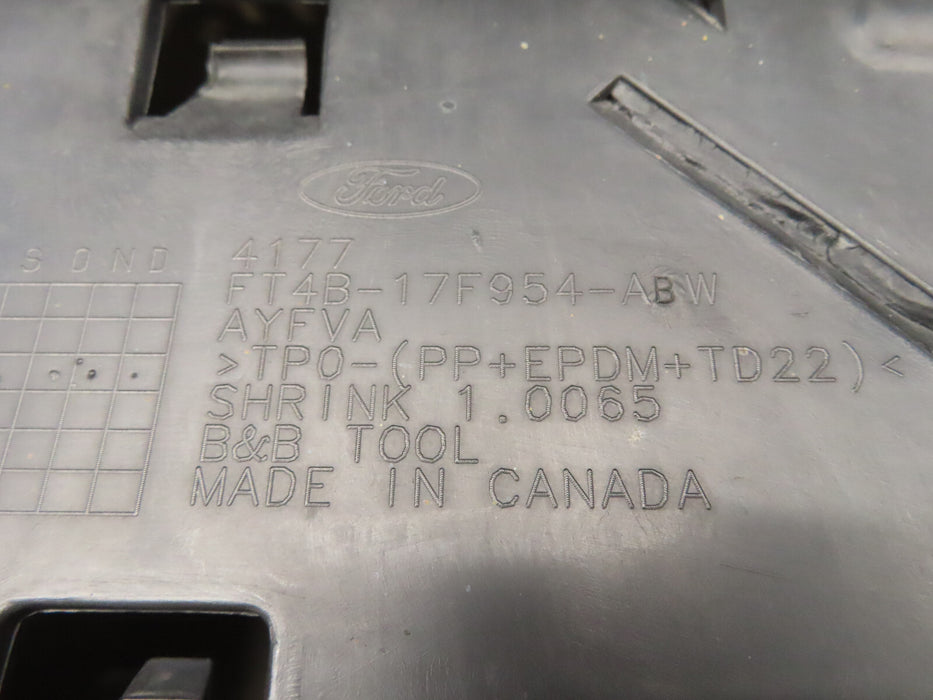 Ford
4177
S O N D
FT4B-17F954-ABW
AYFVA
>TPO-(PP+EPDM+TD22)<
SHRINK 1.0065
B&B TOOL
MADE IN CANADA